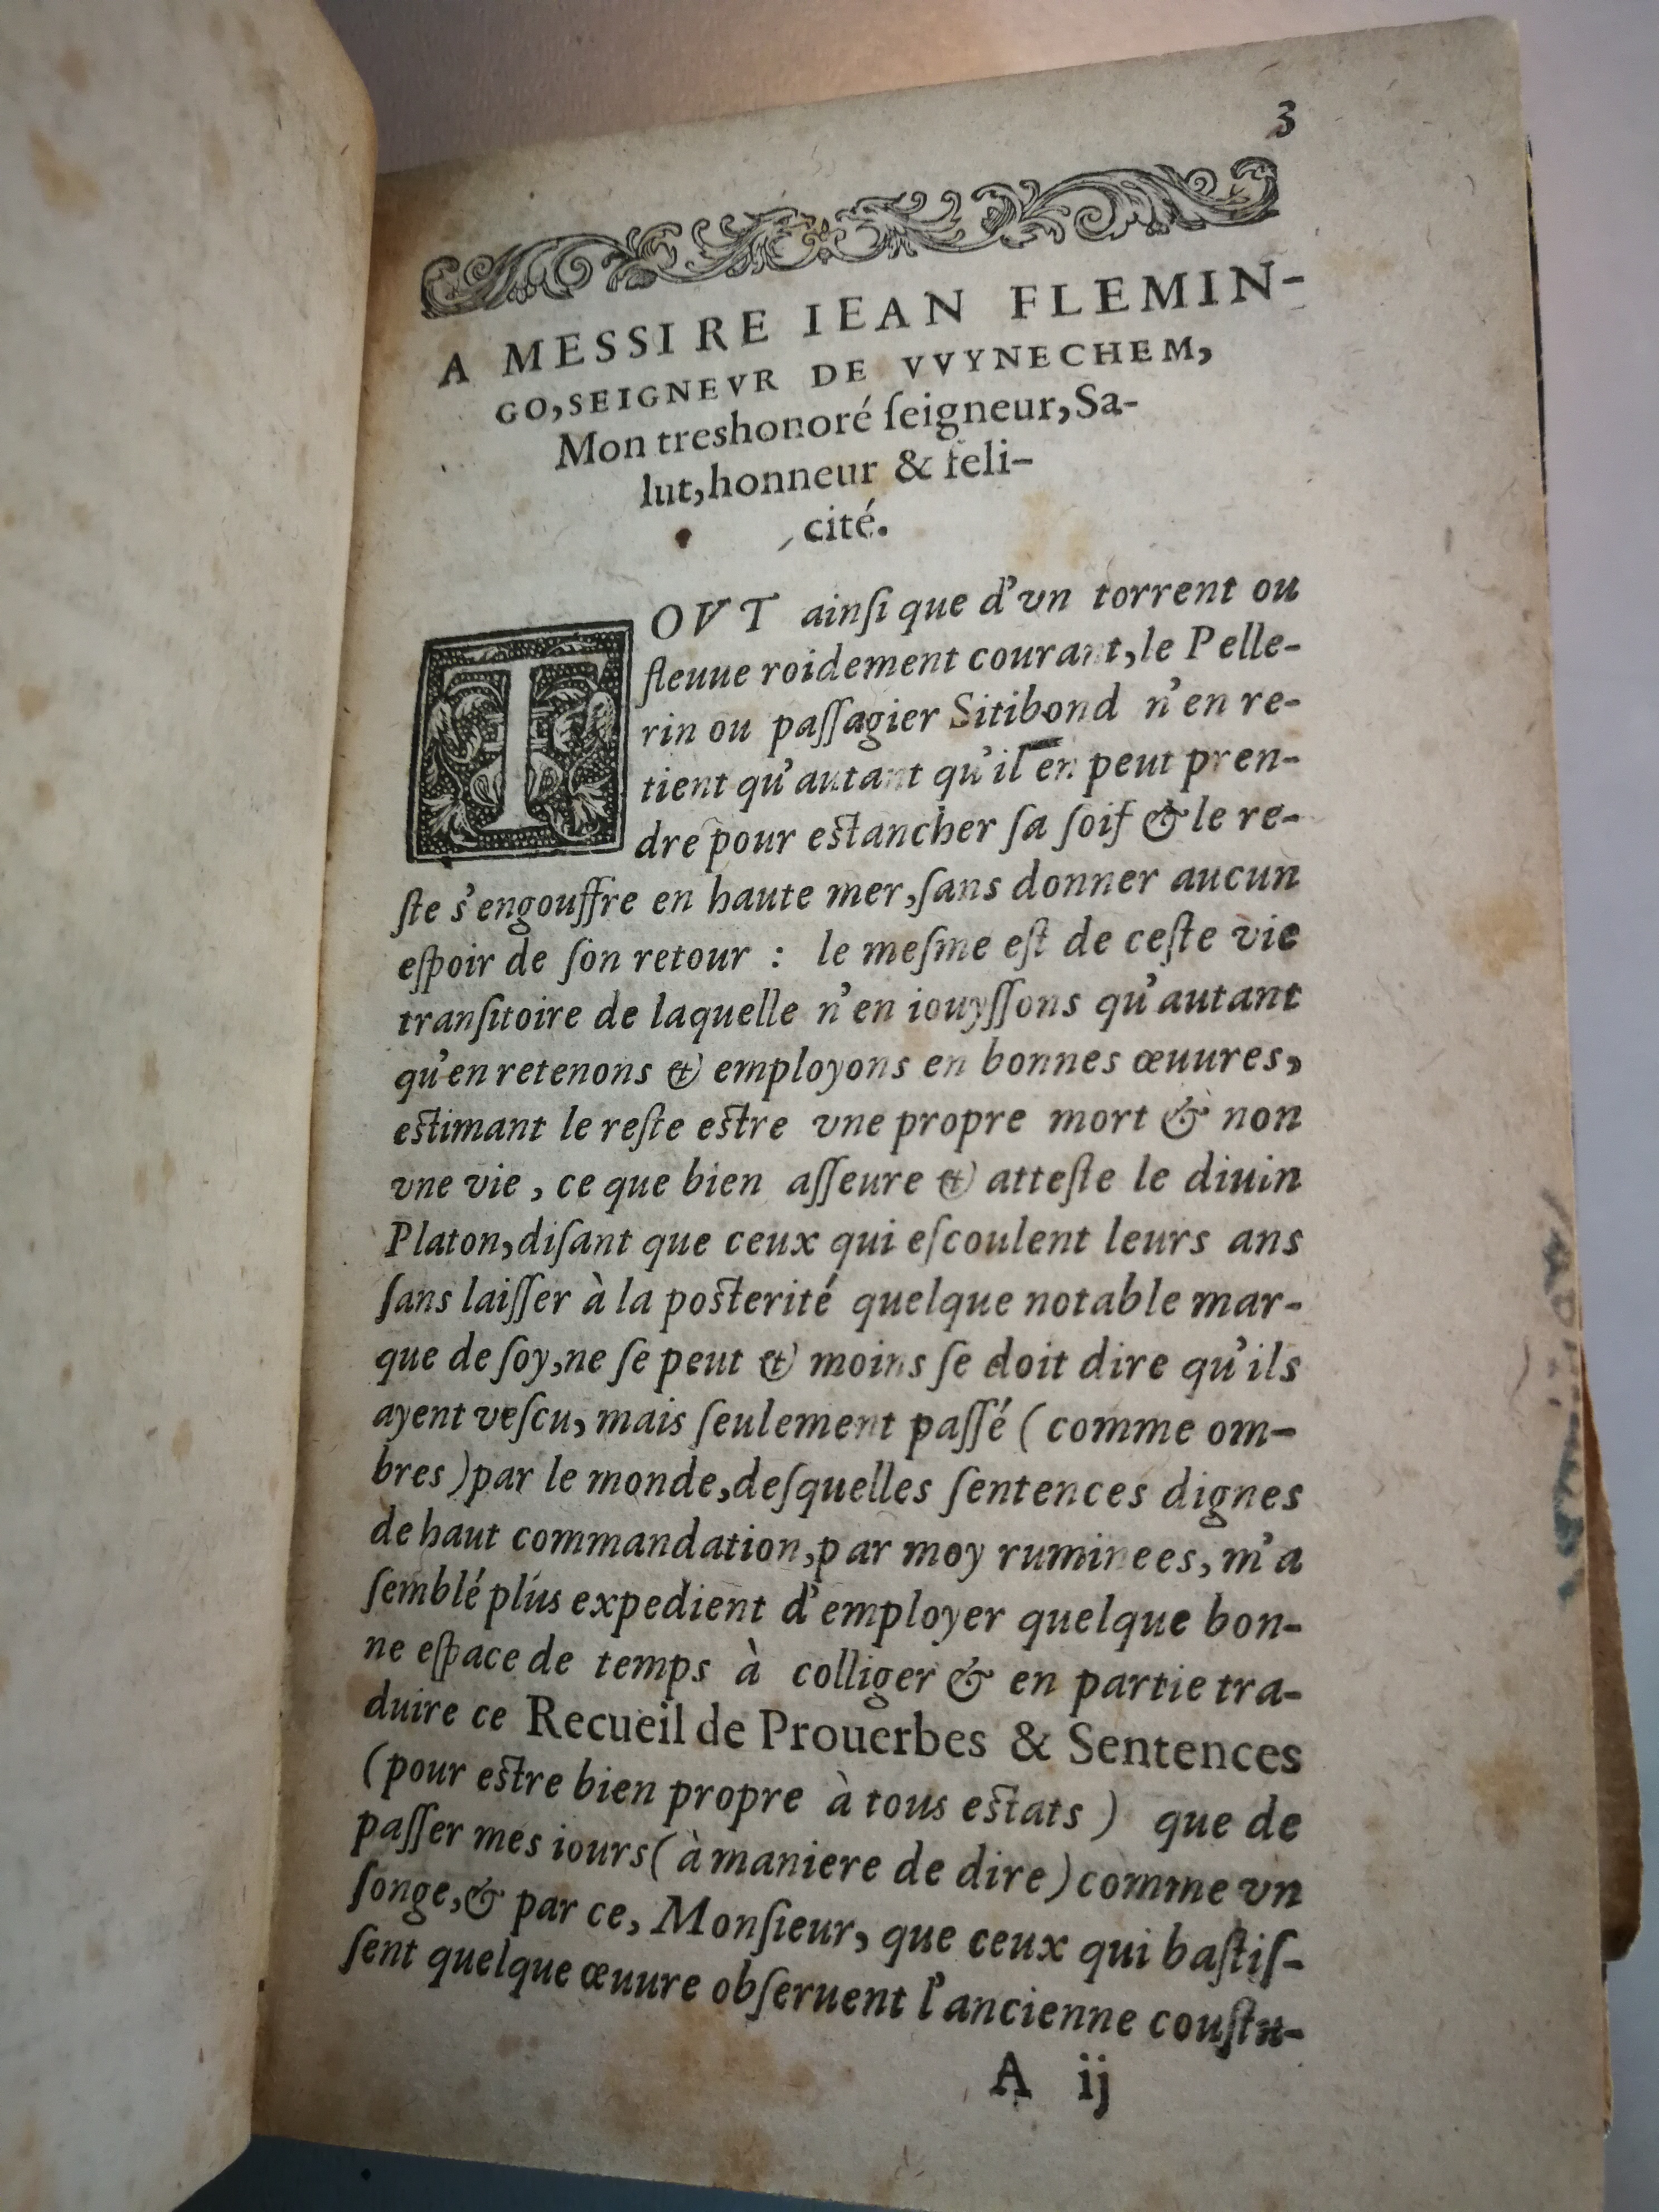 3
A MESSIRE IEAN FLEMIN-
GO, SEIGNEVR DE VVYNECHEM,
Mon treshonoré ſeigneur, Sa-
lut, honneur & feli-
cité.
TOVT ainſi que d'vn torrent ou
fleuue roidement courant, le Pelle-
rin ou paſſagier Sitibond n'en re-
tient qu'autant qu'il en peut pren-
dre pour eſtancher ſa ſoif & le re-
ſte s'engouffre en haute mer, ſans donner aucun
eſpoir de ſon retour : le meſme eſt de ceſte vie
tranſitoire de laquelle n'en iouyſſons qu'autant
qu'en retenons & employons en bonnes œuures,
eſtimant le reſte eſtre vne propre mort & non
vne vie, ce que bien aſſeure & atteſte le diuin
Platon, diſant que ceux qui eſcoulent leurs ans
ſans laiſſer à la poſterité quelque notable mar-
que de ſoy, ne ſe peut & moins ſe doit dire qu'ils
ayent veſcu, mais ſeulement paſſé ( comme om-
bres ) par le monde, deſquelles ſentences dignes
de haut commandation, par moy ruminees, m'a
ſemblé plus expedient d'employer quelque bon-
ne eſpace de temps à colliger & en partie tra-
duire ce Recueil de Prouerbes & Sentences
(pour eſtre bien propre à tous eſtats ) que de
paſſer mes iours ( à maniere de dire ) comme vn
ſonge, & par ce, Monſieur, que ceux qui baſtiſ-
ſent quelque œuure obſeruent l'ancienne couſtu-
A ij